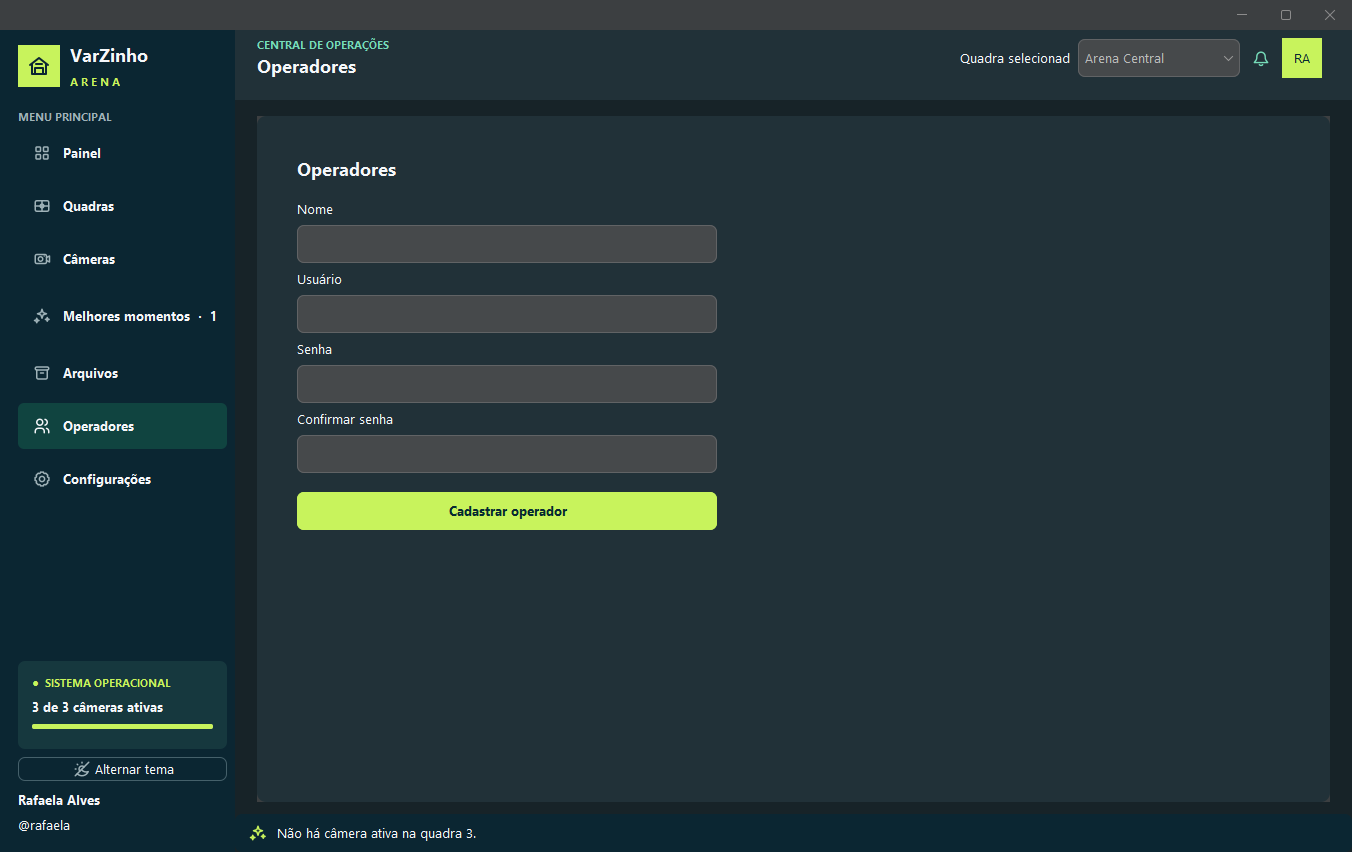 VarZinho
ARENA
MENU PRINCIPAL
Painel
Quadras
Câmeras
Melhores momentos · 1
Arquivos
Operadores
Configurações
● SISTEMA OPERACIONAL
3 de 3 câmeras ativas
Alternar tema
Rafaela Alves
@rafaela
CENTRAL DE OPERAÇÕES
Operadores
Quadra selecionad
Arena Central
RA
Operadores
Nome
Usuário
Senha
Confirmar senha
Cadastrar operador
Não há câmera ativa na quadra 3.